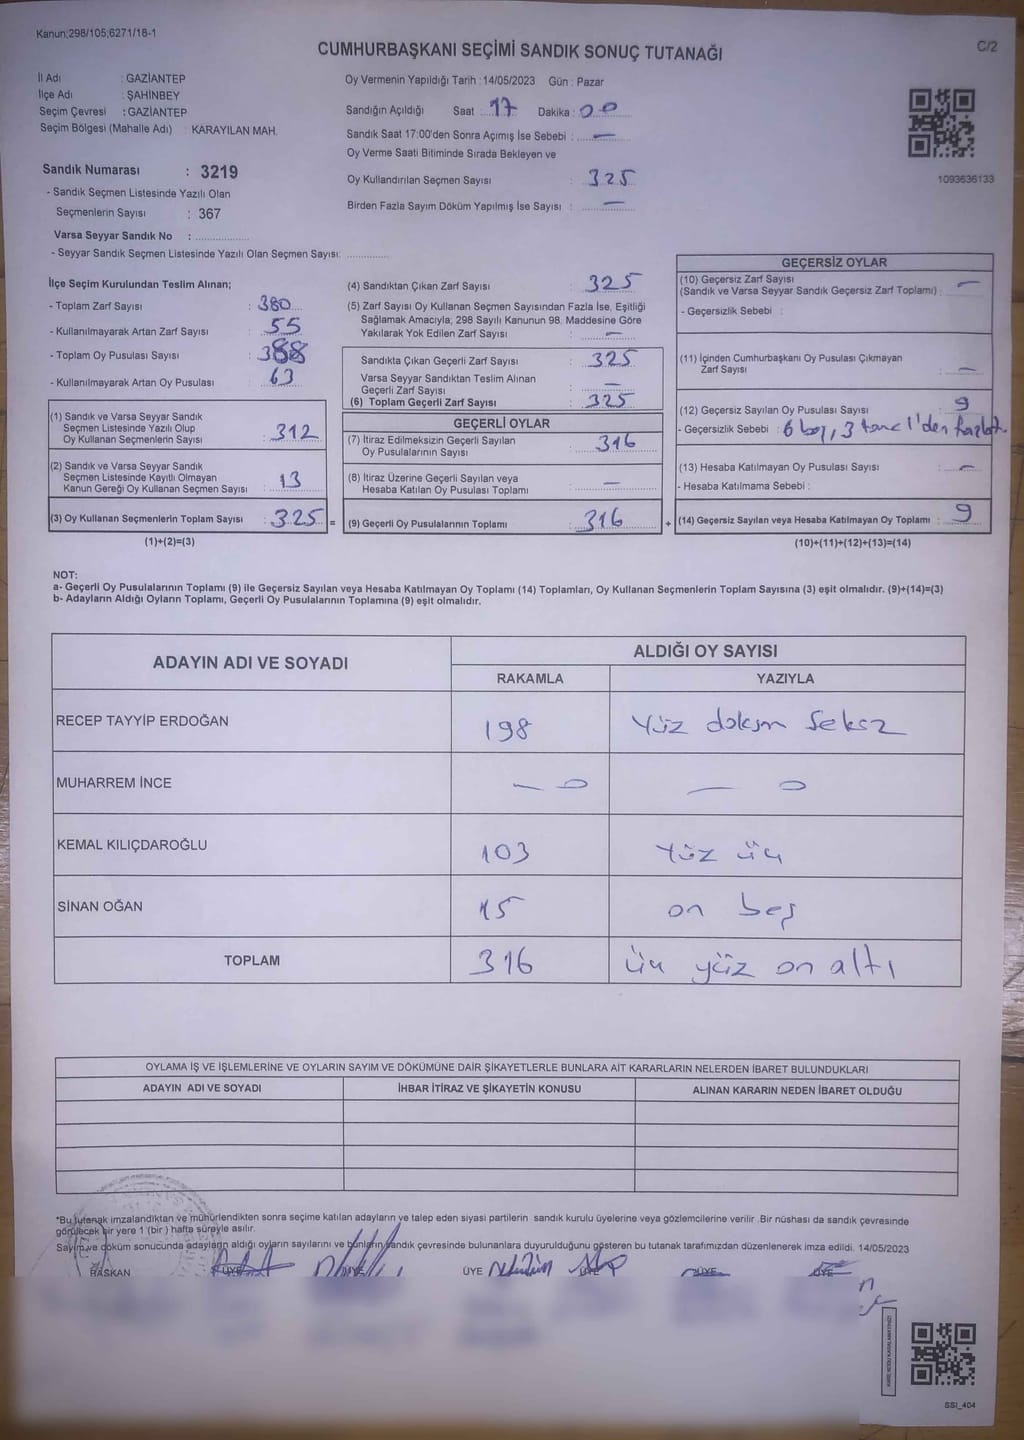 Kanun;298/105;6271/18-1
C/2
CUMHURBAŞKANI SEÇİMİ SANDIK SONUÇ TUTANAĞI
İl Adı : GAZİANTEP
İlçe Adı : ŞAHİNBEY
Seçim Çevresi : GAZİANTEP
Seçim Bölgesi (Mahalle Adı) : KARAYILAN MAH.
Sandık Numarası : 3219
- Sandık Seçmen Listesinde Yazılı Olan
Seçmenlerin Sayısı : 367
Varsa Seyyar Sandık No : ..................
- Seyyar Sandık Seçmen Listesinde Yazılı Olan Seçmen Sayısı: ..............
Oy Vermenin Yapıldığı Tarih : 14/05/2023 Gün : Pazar
Sandığın Açıldığı Saat 17 Dakika : 00
Sandık Saat 17:00'den Sonra Açımış İse Sebebi : —
Oy Verme Saati Bitiminde Sırada Bekleyen ve
Oy Kullandırılan Seçmen Sayısı : 325
Birden Fazla Sayım Döküm Yapılmış İse Sayısı : —
1093636133
İlçe Seçim Kurulundan Teslim Alınan;
- Toplam Zarf Sayısı : 380
- Kullanılmayarak Artan Zarf Sayısı : 55
- Toplam Oy Pusulası Sayısı : 388
- Kullanılmayarak Artan Oy Pusulası : 63
(1) Sandık ve Varsa Seyyar Sandık
Seçmen Listesinde Yazılı Olup
Oy Kullanan Seçmenlerin Sayısı : 312
(2) Sandık ve Varsa Seyyar Sandık
Seçmen Listesinde Kayıtlı Olmayan
Kanun Gereği Oy Kullanan Seçmen Sayısı : 13
(3) Oy Kullanan Seçmenlerin Toplam Sayısı : 325 =
(1)+(2)=(3)
(4) Sandıktan Çıkan Zarf Sayısı : 325
(5) Zarf Sayısı Oy Kullanan Seçmen Sayısından Fazla İse, Eşitliği
Sağlamak Amacıyla; 298 Sayılı Kanunun 98. Maddesine Göre
Yakılarak Yok Edilen Zarf Sayısı : —
Sandıkta Çıkan Geçerli Zarf Sayısı : 325
Varsa Seyyar Sandıktan Teslim Alınan
Geçerli Zarf Sayısı : —
(6) Toplam Geçerli Zarf Sayısı : 325
GEÇERLİ OYLAR
(7) İtiraz Edilmeksizin Geçerli Sayılan
Oy Pusulalarının Sayısı : 316
(8) İtiraz Üzerine Geçerli Sayılan veya
Hesaba Katılan Oy Pusulası Toplamı : —
(9) Geçerli Oy Pusulalarının Toplamı : 316 +
GEÇERSİZ OYLAR
(10) Geçersiz Zarf Sayısı
(Sandık ve Varsa Seyyar Sandık Geçersiz Zarf Toplamı) : —
- Geçersizlik Sebebi :
(11) İçinden Cumhurbaşkanı Oy Pusulası Çıkmayan
Zarf Sayısı : —
(12) Geçersiz Sayılan Oy Pusulası Sayısı : 9
- Geçersizlik Sebebi : 6 boş, 3 tane 1'den fazla
(13) Hesaba Katılmayan Oy Pusulası Sayısı : —
- Hesaba Katılmama Sebebi :
(14) Geçersiz Sayılan veya Hesaba Katılmayan Oy Toplamı : 9
(10)+(11)+(12)+(13)=(14)
NOT:
a- Geçerli Oy Pusulalarının Toplamı (9) ile Geçersiz Sayılan veya Hesaba Katılmayan Oy Toplamı (14) Toplamları, Oy Kullanan Seçmenlerin Toplam Sayısına (3) eşit olmalıdır. (9)+(14)=(3)
b- Adayların Aldığı Oyların Toplamı, Geçerli Oy Pusulalarının Toplamına (9) eşit olmalıdır.
ADAYIN ADI VE SOYADI ALDIĞI OY SAYISI
RAKAMLA YAZIYLA
RECEP TAYYİP ERDOĞAN 198 Yüz doksan seksz
MUHARREM İNCE — 0 — 0
KEMAL KILIÇDAROĞLU 103 Yüz üç
SİNAN OĞAN 15 on beş
TOPLAM 316 üç yüz on altı
OYLAMA İŞ VE İŞLEMLERİNE VE OYLARIN SAYIM VE DÖKÜMÜNE DAİR ŞİKAYETLERLE BUNLARA AİT KARARLARIN NELERDEN İBARET BULUNDUKLARI
ADAYIN ADI VE SOYADI İHBAR İTİRAZ VE ŞİKAYETİN KONUSU ALINAN KARARIN NEDEN İBARET OLDUĞU
*Bu tutanak imzalandıktan ve mühürlendikten sonra seçime katılan adayların ve talep eden siyasi partilerin sandık kurulu üyelerine veya gözlemcilerine verilir .Bir nüshası da sandık çevresinde
görülecek bir yere 1 (bir) hafta süreyle asılır.
Sayım ve döküm sonucunda adayların aldığı oyların sayılarını ve bunların sandık çevresinde bulunanlara duyurulduğunu gösteren bu tutanak tarafımızdan düzenlenerek imza edildi. 14/05/2023
BAŞKAN ÜYE ÜYE ÜYE ÜYE ÜYE ÜYE
SSI_404